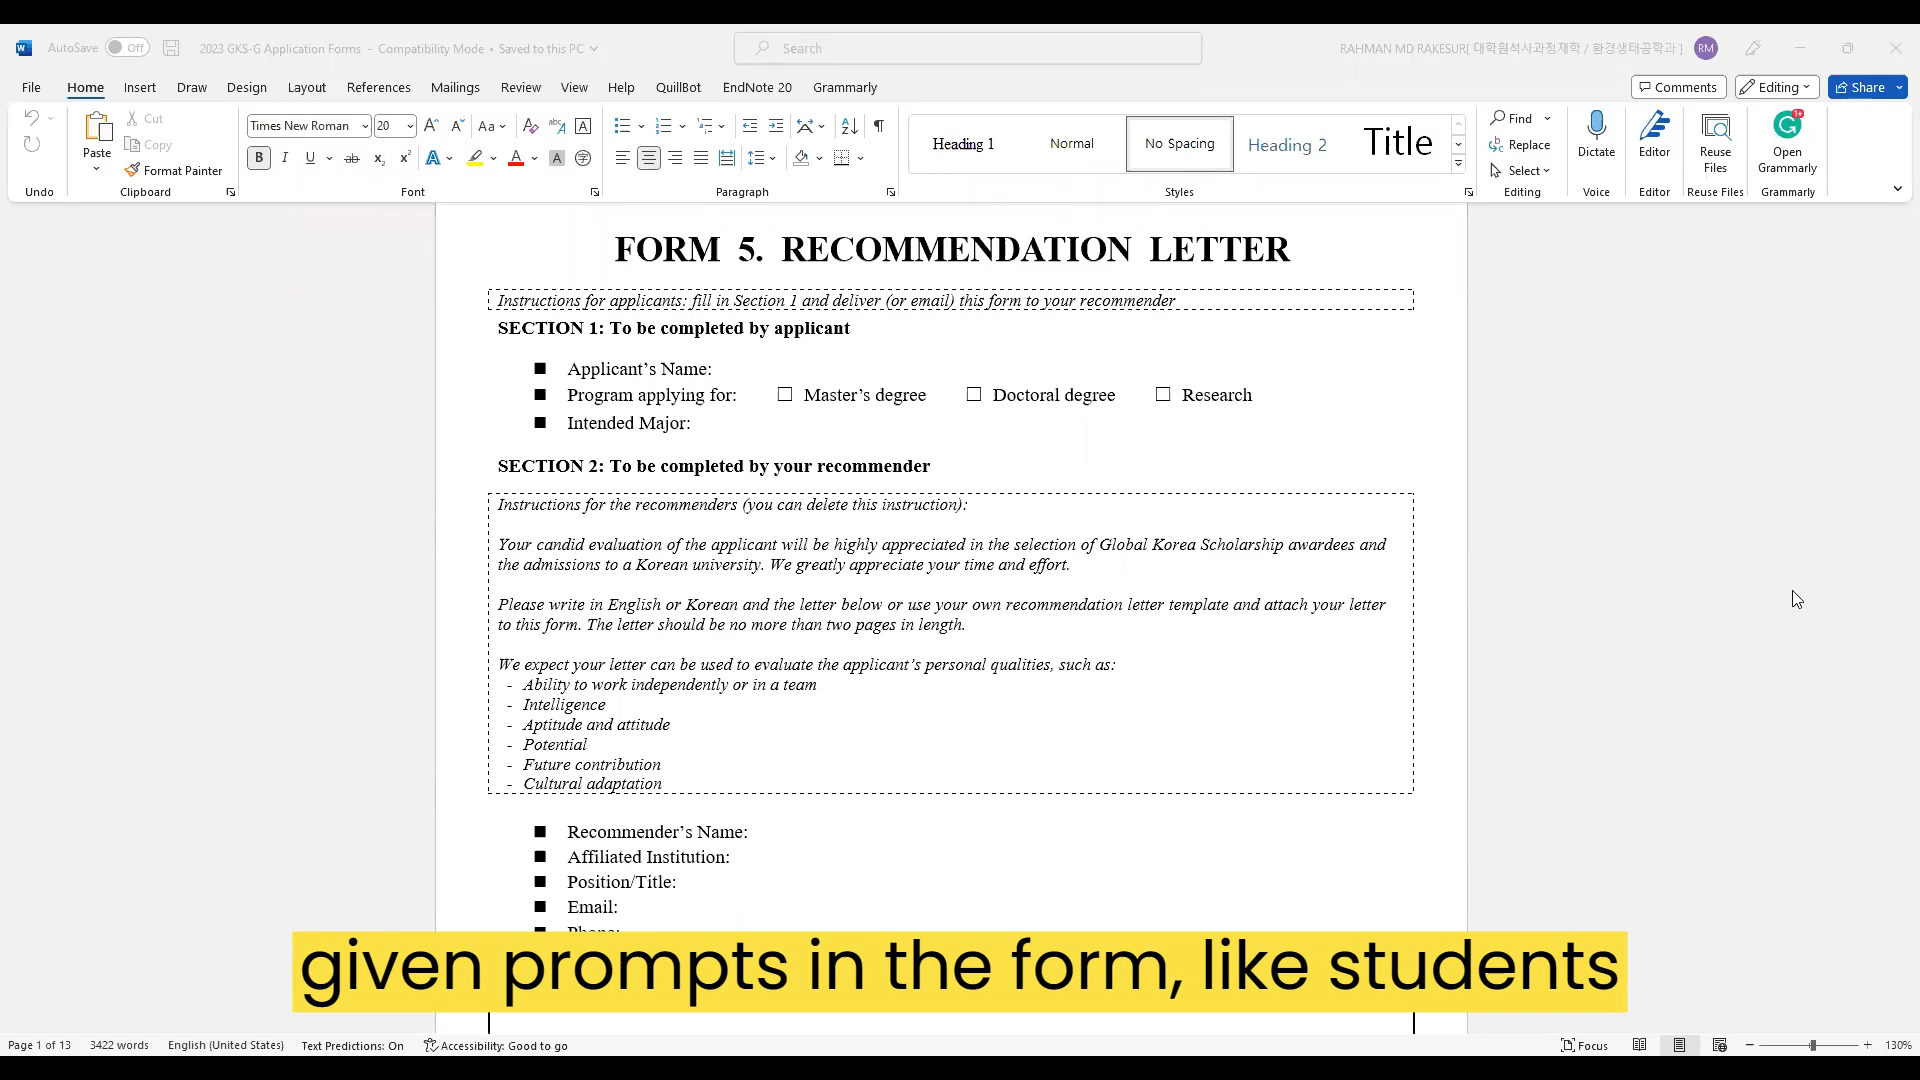 AutoSave Off 2023 GKS-G Application Forms - Compatibility Mode • Saved to this PC Search RAHMAN MD RAKESUR[ 대학원석사과정재학 / 환경생태공학과 ] RM
File Home Insert Draw Design Layout References Mailings Review View Help QuillBot EndNote 20 Grammarly Comments Editing Share
Paste Cut Copy Format Painter
Times New Roman 20
Heading 1 Normal No Spacing Heading 2 Title
Find Replace Select
Dictate Editor Reuse Files Open Grammarly
Undo Clipboard Font Paragraph Styles Editing Voice Editor Reuse Files Grammarly
FORM 5. RECOMMENDATION LETTER
Instructions for applicants: fill in Section 1 and deliver (or email) this form to your recommender
SECTION 1: To be completed by applicant
■ Applicant’s Name:
■ Program applying for: ☐ Master’s degree ☐ Doctoral degree ☐ Research
■ Intended Major:
SECTION 2: To be completed by your recommender
Instructions for the recommenders (you can delete this instruction):
Your candid evaluation of the applicant will be highly appreciated in the selection of Global Korea Scholarship awardees and
the admissions to a Korean university. We greatly appreciate your time and effort.
Please write in English or Korean and the letter below or use your own recommendation letter template and attach your letter
to this form. The letter should be no more than two pages in length.
We expect your letter can be used to evaluate the applicant’s personal qualities, such as:
- Ability to work independently or in a team
- Intelligence
- Aptitude and attitude
- Potential
- Future contribution
- Cultural adaptation
■ Recommender’s Name:
■ Affiliated Institution:
■ Position/Title:
■ Email:
■ Phone:
given prompts in the form, like students
Page 1 of 13 3422 words English (United States) Text Predictions: On Accessibility: Good to go Focus 130%